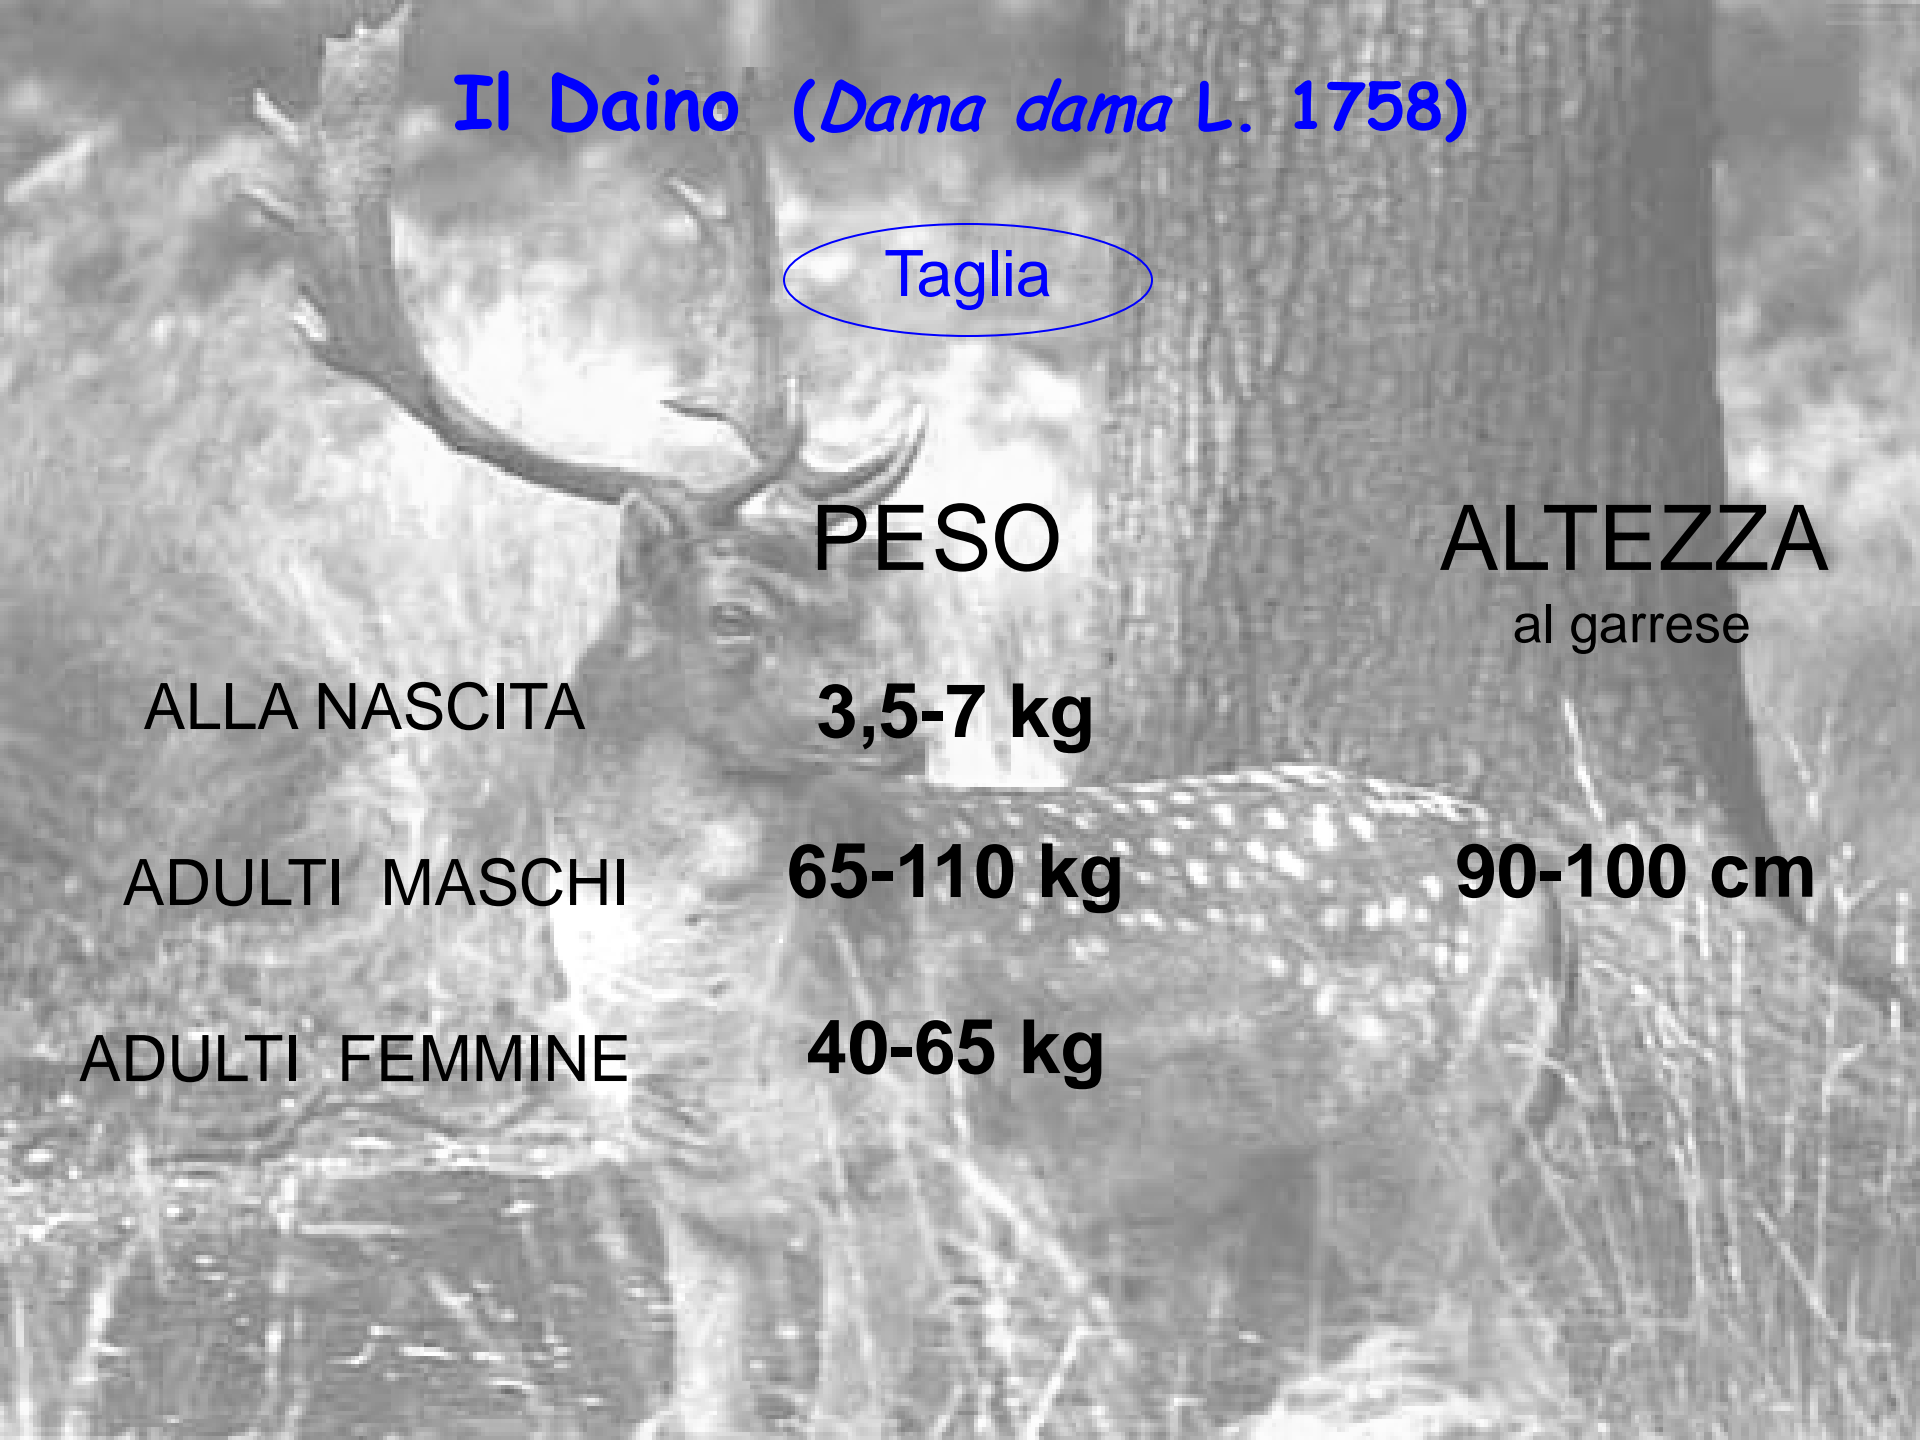 Il Daino (Dama dama L. 1758)
Taglia
PESO ALTEZZA
al garrese
ALLA NASCITA 3,5-7 kg
ADULTI MASCHI 65-110 kg 90-100 cm
ADULTI FEMMINE 40-65 kg